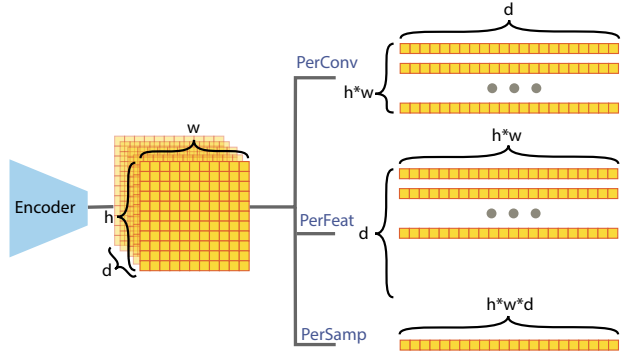 Encoder
w
h
d
PerConv
d
h*w
PerFeat
h*w
d
PerSamp
h*w*d